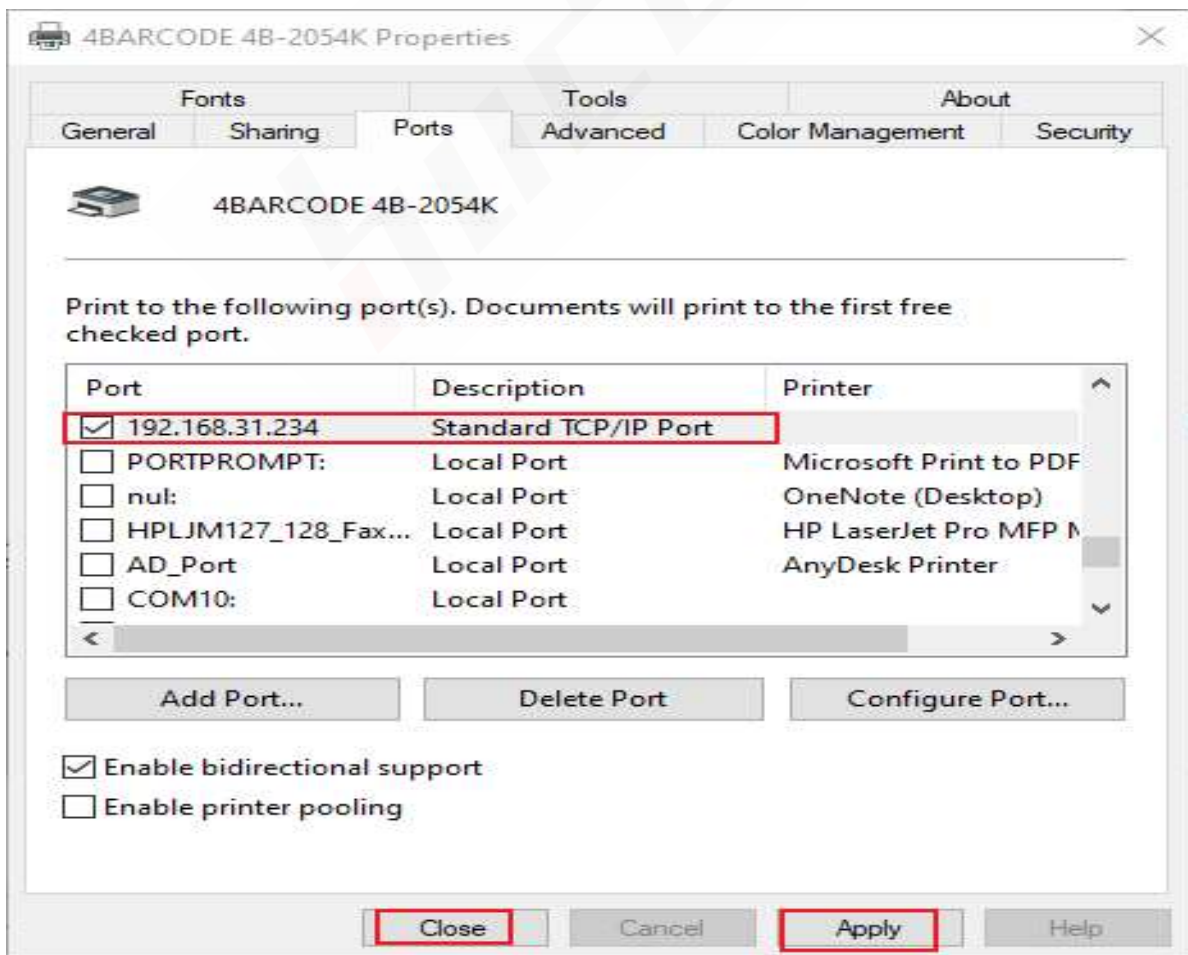 4BARCODE 4B-2054K Properties
Fonts Tools About
General Sharing Ports Advanced Color Management Security
4BARCODE 4B-2054K
Print to the following port(s). Documents will print to the first free
checked port.
Port Description Printer
192.168.31.234 Standard TCP/IP Port
PORTPROMPT: Local Port Microsoft Print to PDF
nul: Local Port OneNote (Desktop)
HPLJM127_128_Fax... Local Port HP LaserJet Pro MFP
AD_Port Local Port AnyDesk Printer
COM10: Local Port
Add Port... Delete Port Configure Port...
Enable bidirectional support
Enable printer pooling
Close Cancel Apply Help